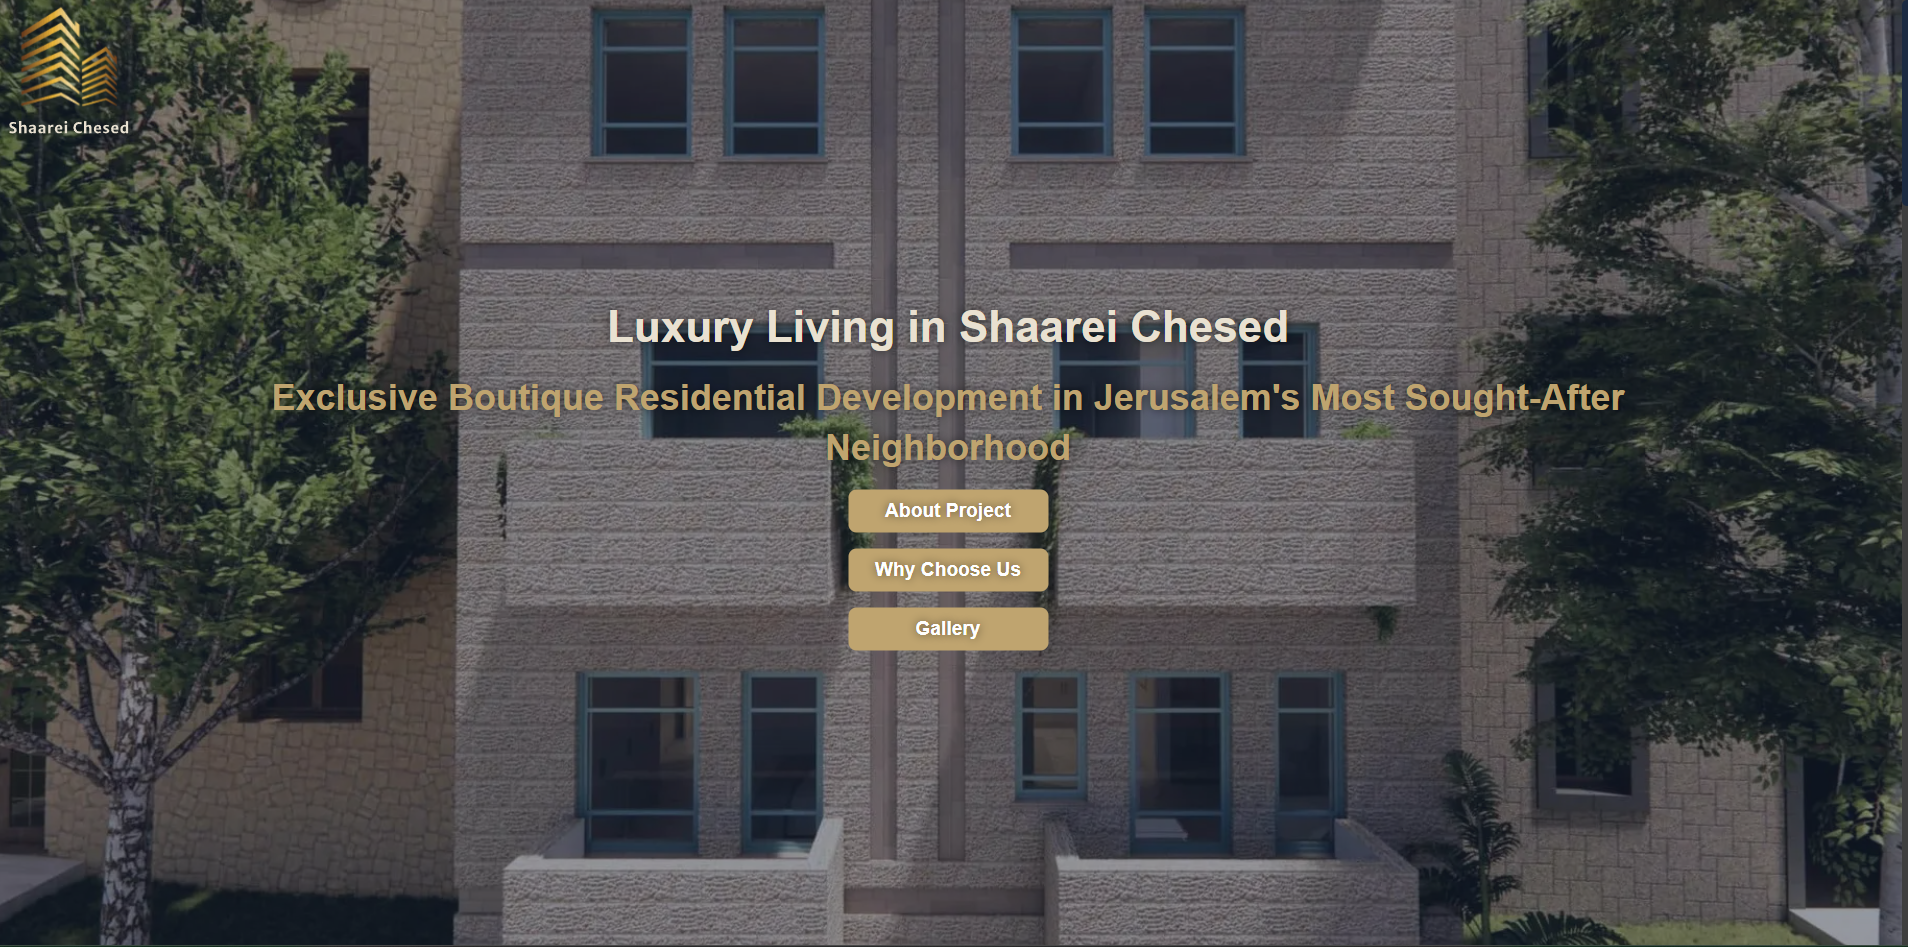 Shaarei Chesed
Luxury Living in Shaarei Chesed
Exclusive Boutique Residential Development in Jerusalem's Most Sought-After
Neighborhood
About Project
Why Choose Us
Gallery